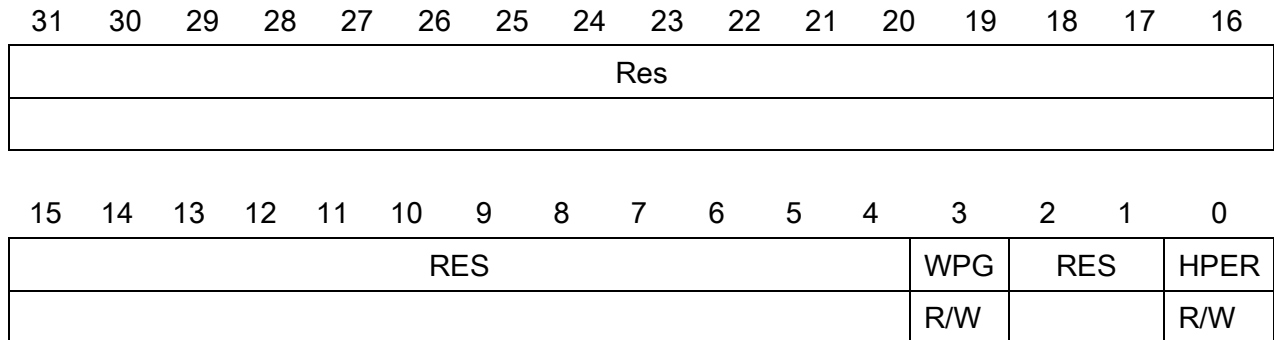 31 30 29 28 27 26 25 24 23 22 21 20 19 18 17 16
Res
15 14 13 12 11 10 9 8 7 6 5 4 3 2 1 0
RES WPG RES HPER
R/W R/W